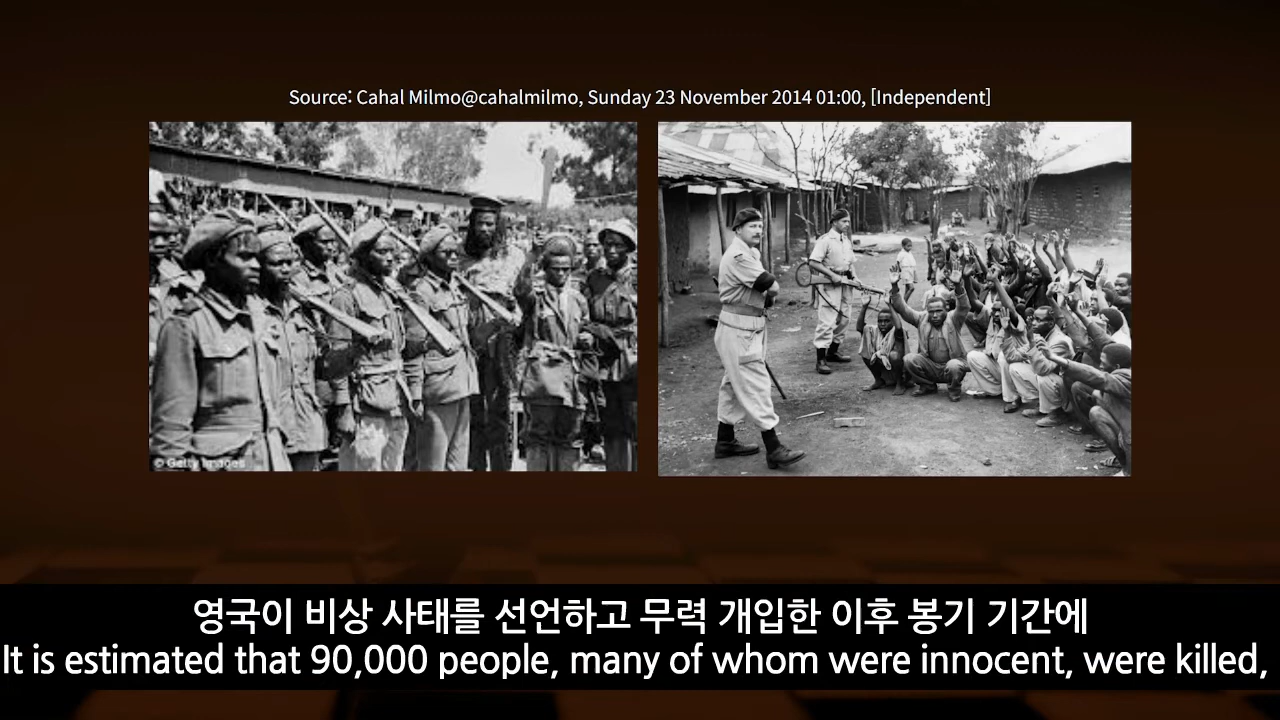 Source: Cahal Milmo@cahalmilmo, Sunday 23 November 2014 01:00, [Independent]
© Getty Images
영국이 비상 사태를 선언하고 무력 개입한 이후 봉기 기간에
It is estimated that 90,000 people, many of whom were innocent, were killed,